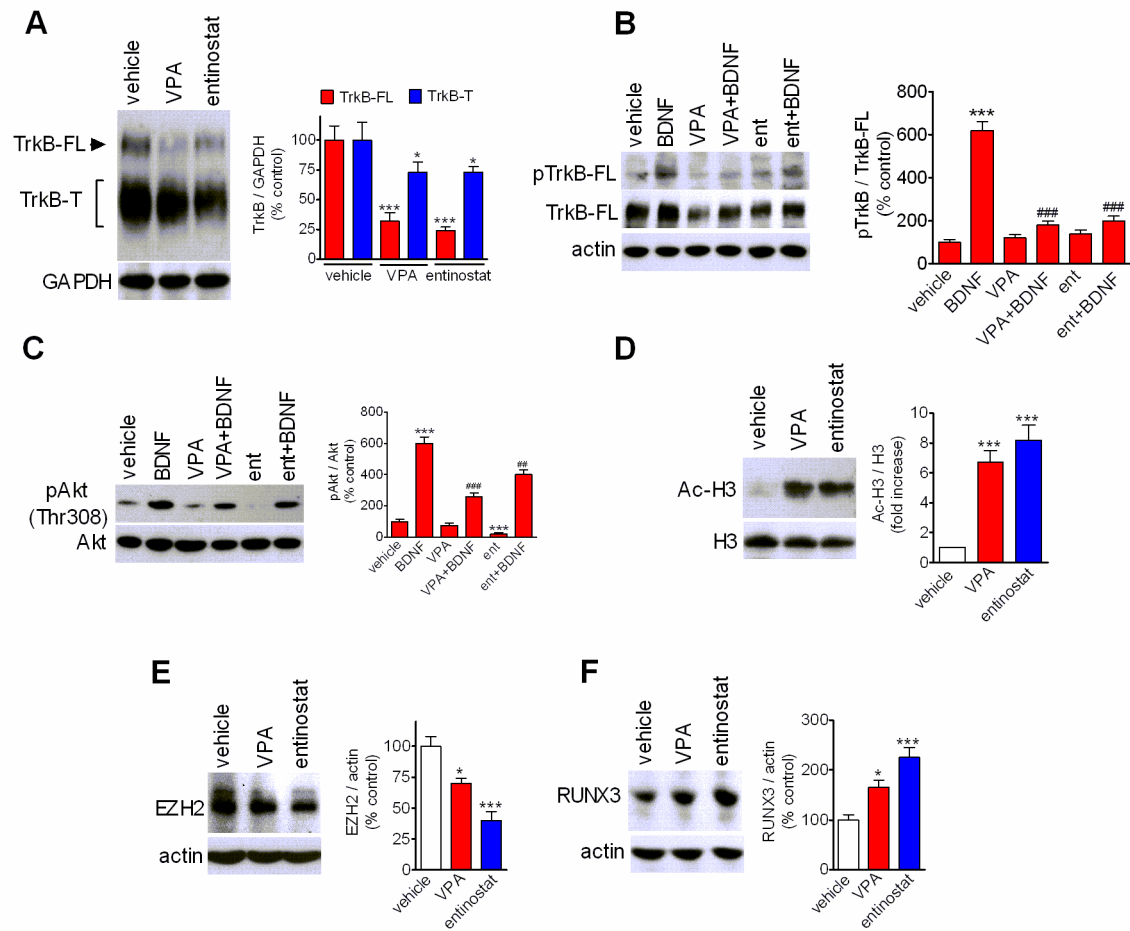 A
vehicle
VPA
entinostat
TrkB-FL
TrkB-T
GAPDH
TrkB-FL TrkB-T
TrkB / GAPDH
(% control)
100
75
50
25
0
***
*
***
*
vehicle VPA entinostat
B
vehicle
BDNF
VPA
VPA+BDNF
ent
ent+BDNF
pTrkB-FL
TrkB-FL
actin
pTrkB / TrkB-FL
(% control)
800
600
400
200
0
***
###
###
vehicle
BDNF
VPA
VPA+BDNF
ent
ent+BDNF
C
vehicle
BDNF
VPA
VPA+BDNF
ent
ent+BDNF
pAkt
(Thr308)
Akt
pAkt / Akt
(% control)
800
600
400
200
0
***
###
***
##
vehicle
BDNF
VPA
VPA+BDNF
ent
ent+BDNF
D
vehicle
VPA
entinostat
Ac-H3
H3
Ac-H3 / H3
(fold increase)
10
8
6
4
2
0
***
***
vehicle
VPA
entinostat
E
vehicle
VPA
entinostat
EZH2
actin
EZH2 / actin
(% control)
100
75
50
25
0
*
***
vehicle
VPA
entinostat
F
vehicle
VPA
entinostat
RUNX3
actin
RUNX3 / actin
(% control)
300
200
100
0
*
***
vehicle
VPA
entinostat